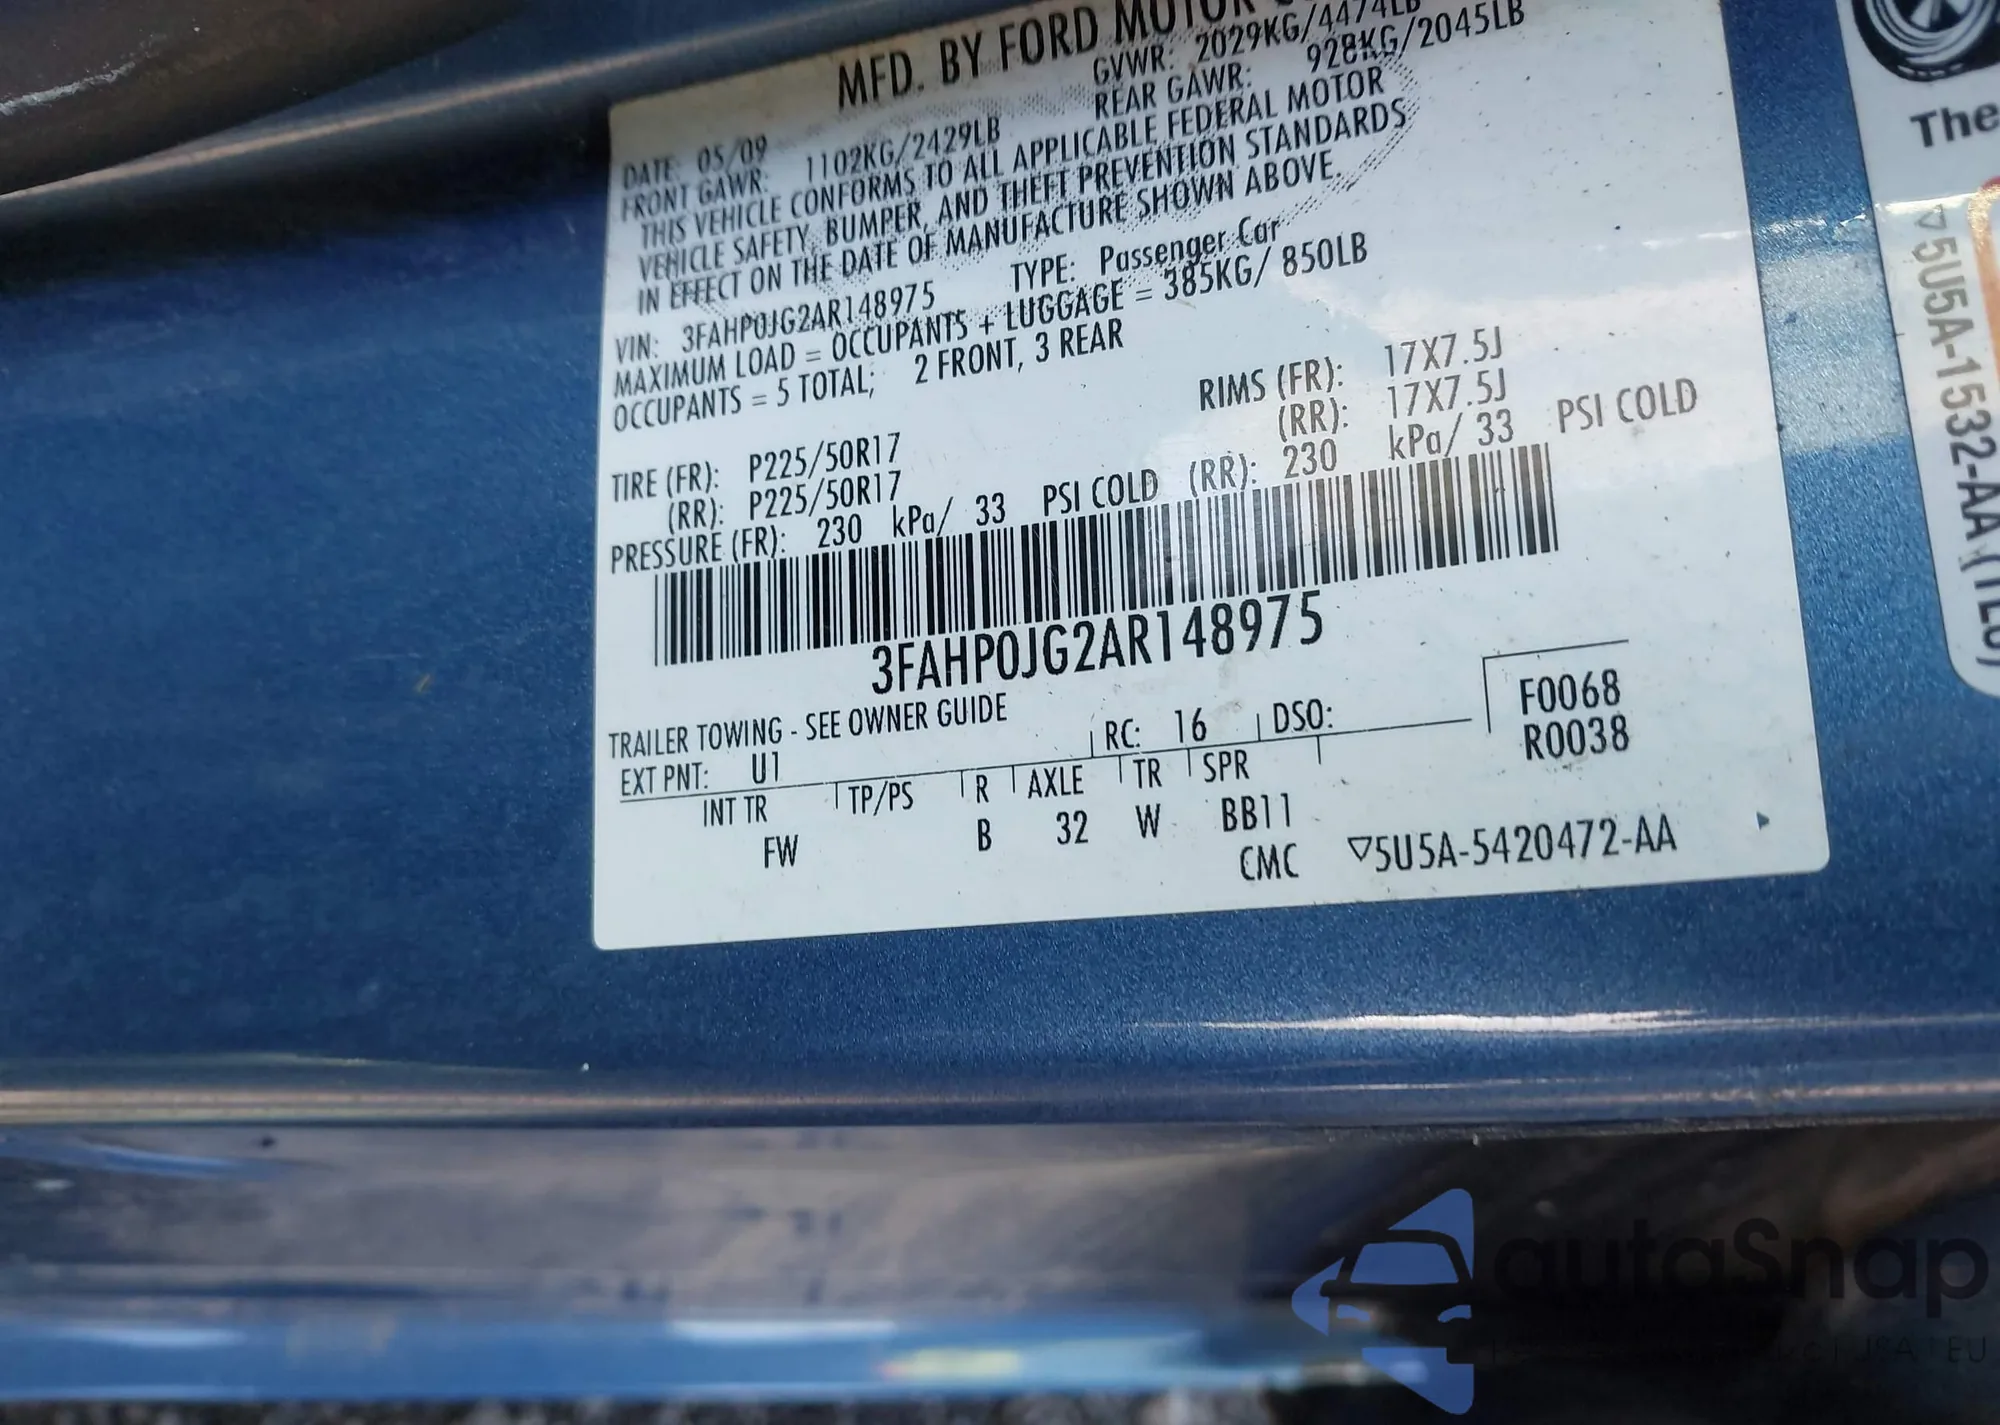 MFD. BY FORD MOTOR
DATE: 05/09 GVWR: 2029KG/4474LB
FRONT GAWR: 1102KG/2429LB REAR GAWR: 928KG/2045LB
THIS VEHICLE CONFORMS TO ALL APPLICABLE FEDERAL MOTOR
VEHICLE SAFETY, BUMPER, AND THEFT PREVENTION STANDARDS
IN EFFECT ON THE DATE OF MANUFACTURE SHOWN ABOVE.
VIN: 3FAHP0JG2AR148975 TYPE: Passenger Car
MAXIMUM LOAD = OCCUPANTS + LUGGAGE = 385KG/ 850LB
OCCUPANTS = 5 TOTAL; 2 FRONT, 3 REAR
TIRE (FR): P225/50R17 RIMS (FR): 17X7.5J
(RR): P225/50R17 (RR): 17X7.5J
PRESSURE (FR): 230 kPa/ 33 PSI COLD (RR): 230 kPa/ 33 PSI COLD
3FAHP0JG2AR148975
TRAILER TOWING - SEE OWNER GUIDE
EXT PNT: U1 RC: 16 DSO:
F0068
R0038
INT TR TP/PS R AXLE TR SPR
FW B 32 W BB11
CMC ▽5U5A-5420472-AA
The
▽5U5A-1532-AA
autoSnap